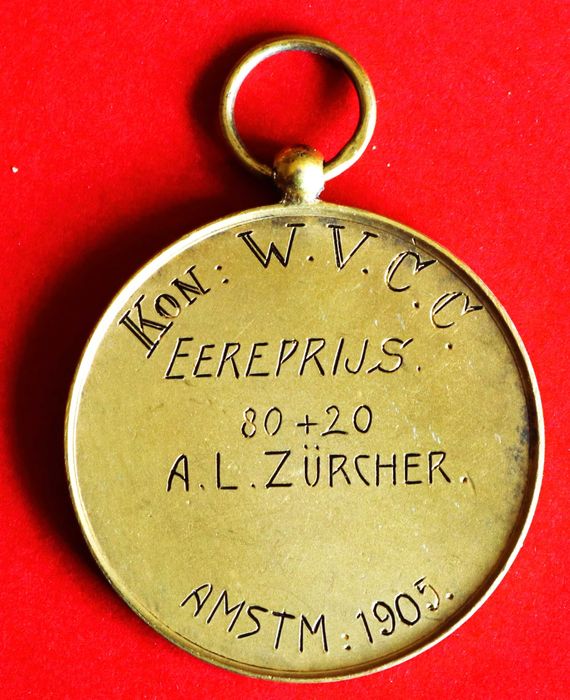 KON: W.V.C.C.
EEREPRIJS.
80+20
A.L.ZÜRCHER.
AMSTM:1905.